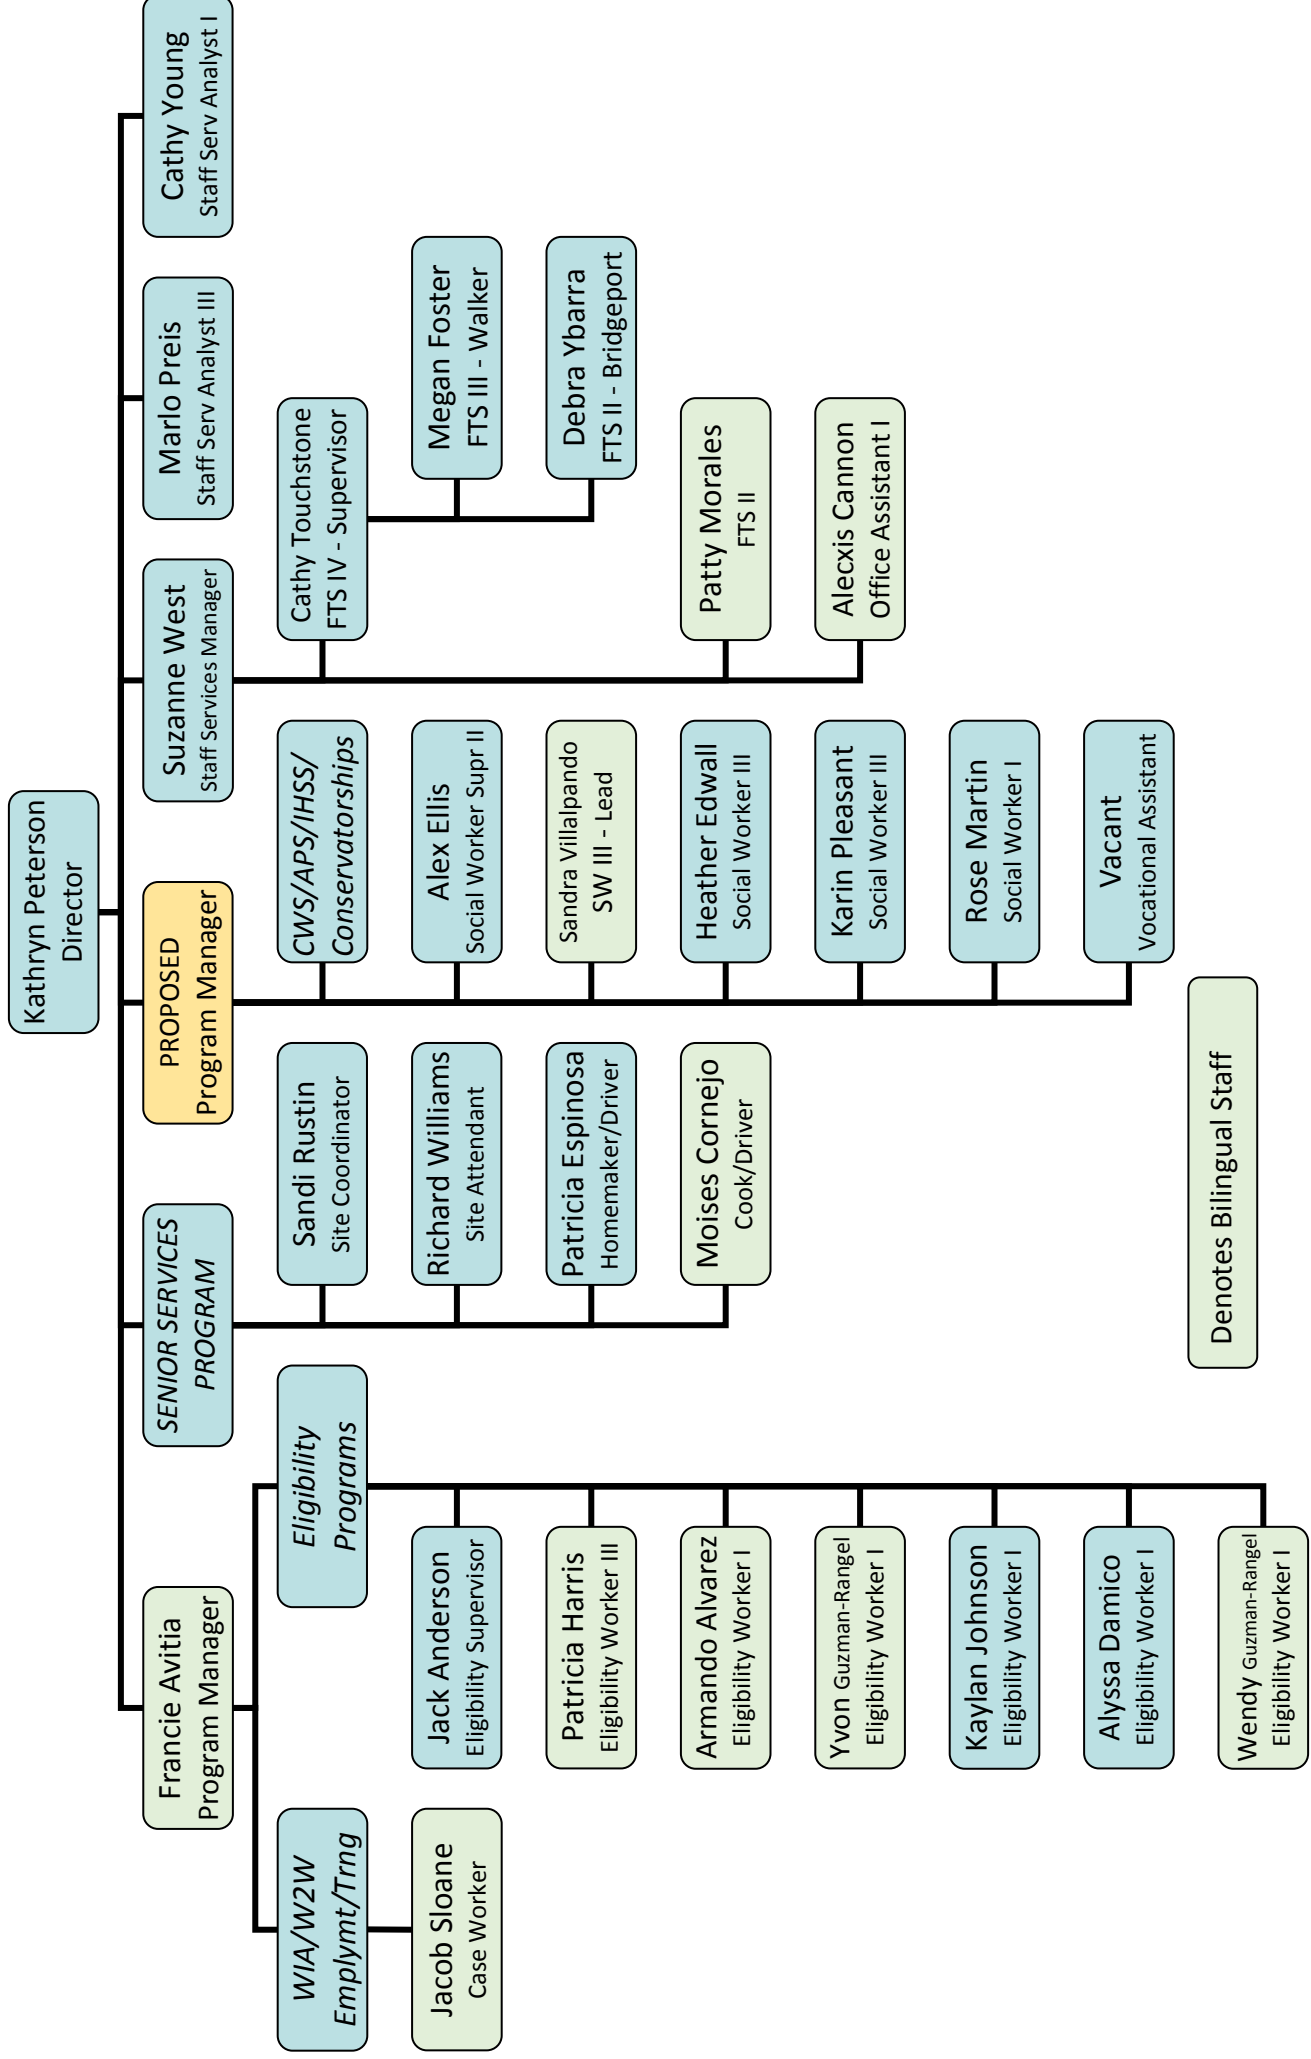 Kathryn Peterson
Director
Francie Avitia
Program Manager
SENIOR SERVICES
PROGRAM
PROPOSED
Program Manager
Suzanne West
Staff Services Manager
Marlo Preis
Staff Serv Analyst III
Cathy Young
Staff Serv Analyst I
WIA/W2W
Emplymt/Trng
Jacob Sloane
Case Worker
Eligibility
Programs
Jack Anderson
Eligibility Supervisor
Patricia Harris
Eligibility Worker III
Armando Alvarez
Eligibility Worker I
Yvon Guzman-Rangel
Eligibility Worker I
Kaylan Johnson
Eligibility Worker I
Alyssa Damico
Eligibility Worker I
Wendy Guzman-Rangel
Eligibility Worker I
Sandi Rustin
Site Coordinator
Richard Williams
Site Attendant
Patricia Espinosa
Homemaker/Driver
Moises Cornejo
Cook/Driver
CWS/APS/IHSS/
Conservatorships
Alex Ellis
Social Worker Supr II
Sandra Villalpando
SW III - Lead
Heather Edwall
Social Worker III
Karin Pleasant
Social Worker III
Rose Martin
Social Worker I
Vacant
Vocational Assistant
Cathy Touchstone
FTS IV - Supervisor
Megan Foster
FTS III - Walker
Debra Ybarra
FTS II - Bridgeport
Patty Morales
FTS II
Alecxis Cannon
Office Assistant I
Denotes Bilingual Staff